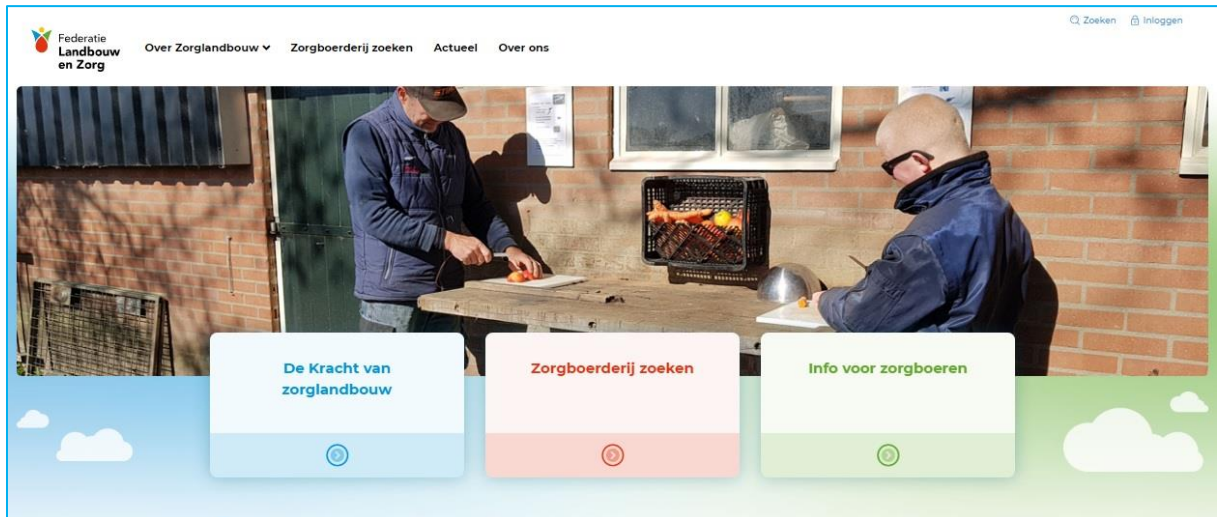 Zoeken Inloggen
Federatie
Landbouw
en Zorg
Over Zorglandbouw Zorgboerderij zoeken Actueel Over ons
De Kracht van
zorglandbouw
Zorgboerderij zoeken
Info voor zorgboeren